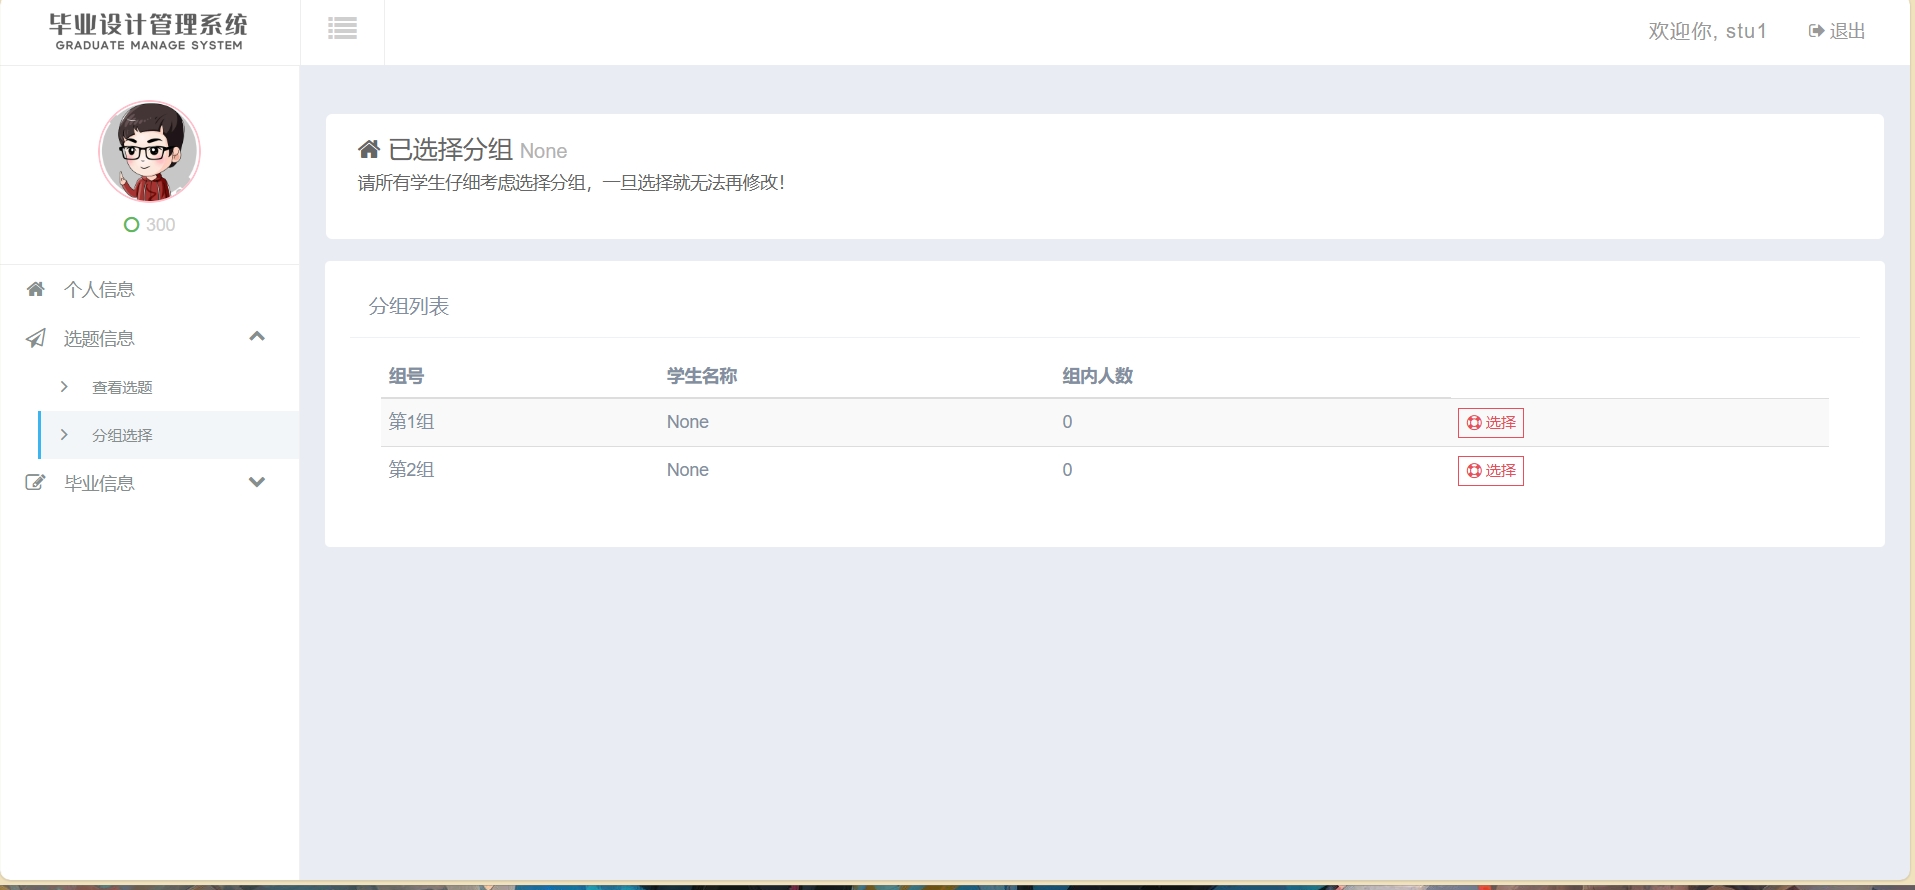 毕业设计管理系统
GRADUATE MANAGE SYSTEM
欢迎你, stu1
退出
300
个人信息
选题信息
查看选题
分组选择
毕业信息
已选择分组 None
请所有学生仔细考虑选择分组，一旦选择就无法再修改！
分组列表
组号 学生名称 组内人数
第1组 None 0 选择
第2组 None 0 选择